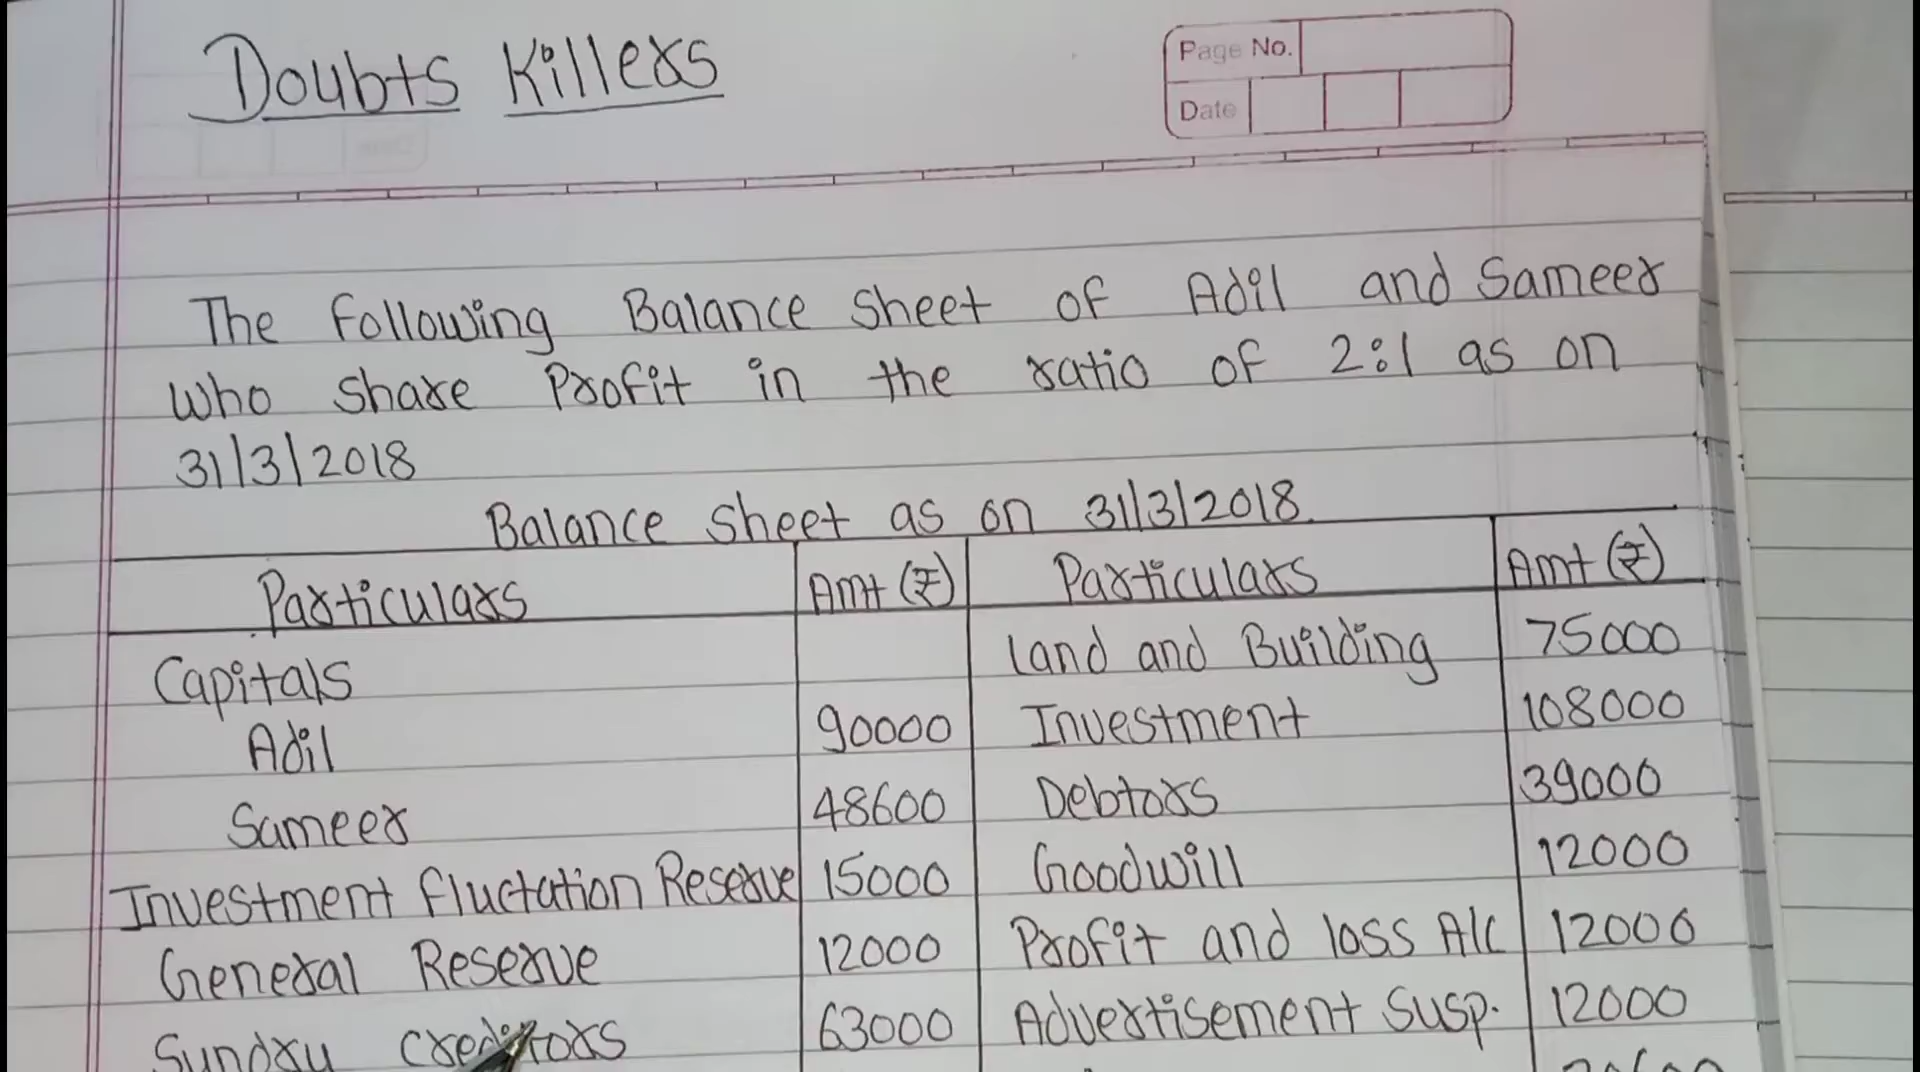 Doubts Killers
Page No.
Date
The Following Balance Sheet of Adil and Sameer
who share Profit in the ratio of 2:1 as on
31/3/2018
Balance Sheet as on 31/3/2018.
Particulars Amt (₹) Particulars Amt (₹)
Capitals Land and Building 75000
Adil 90000 Investment 108000
Sameer 48600 Debtors 39000
Investment Fluctation Reserve 15000 Goodwill 12000
General Reserve 12000 Profit and loss A/c 12000
Sundry creditors 63000 Advertisement Susp. 12000